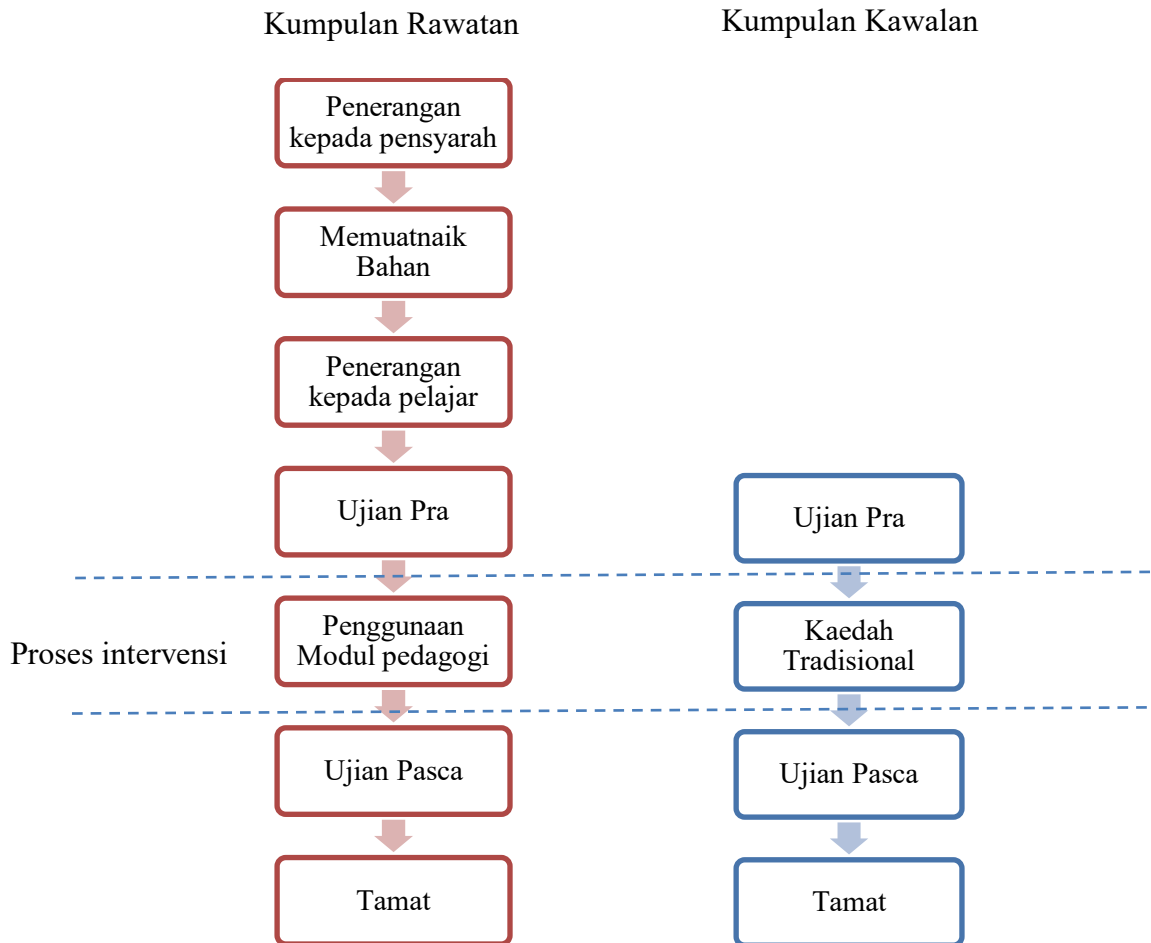 Kumpulan Rawatan
Kumpulan Kawalan
Penerangan
kepada pensyarah
Memuatnaik
Bahan
Penerangan
kepada pelajar
Ujian Pra
Ujian Pra
Proses intervensi
Penggunaan
Modul pedagogi
Kaedah
Tradisional
Ujian Pasca
Ujian Pasca
Tamat
Tamat